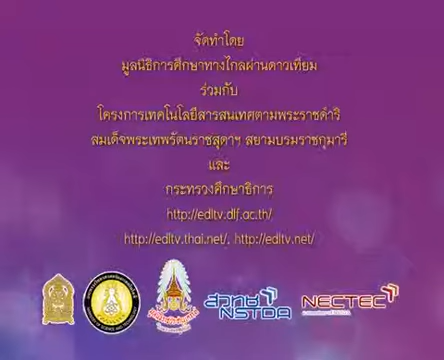 จัดทำโดย
มูลนิธิการศึกษาทางไกลผ่านดาวเทียม
ร่วมกับ
โครงการเทคโนโลยีสารสนเทศตามพระราชดำริ
สมเด็จพระเทพรัตนราชสุดาฯ สยามบรมราชกุมารี
และ
กระทรวงศึกษาธิการ
http://edltv.dlf.ac.th/
http://edltv.thai.net/, http://edltv.net/
สวทช
NSTDA
NECTEC